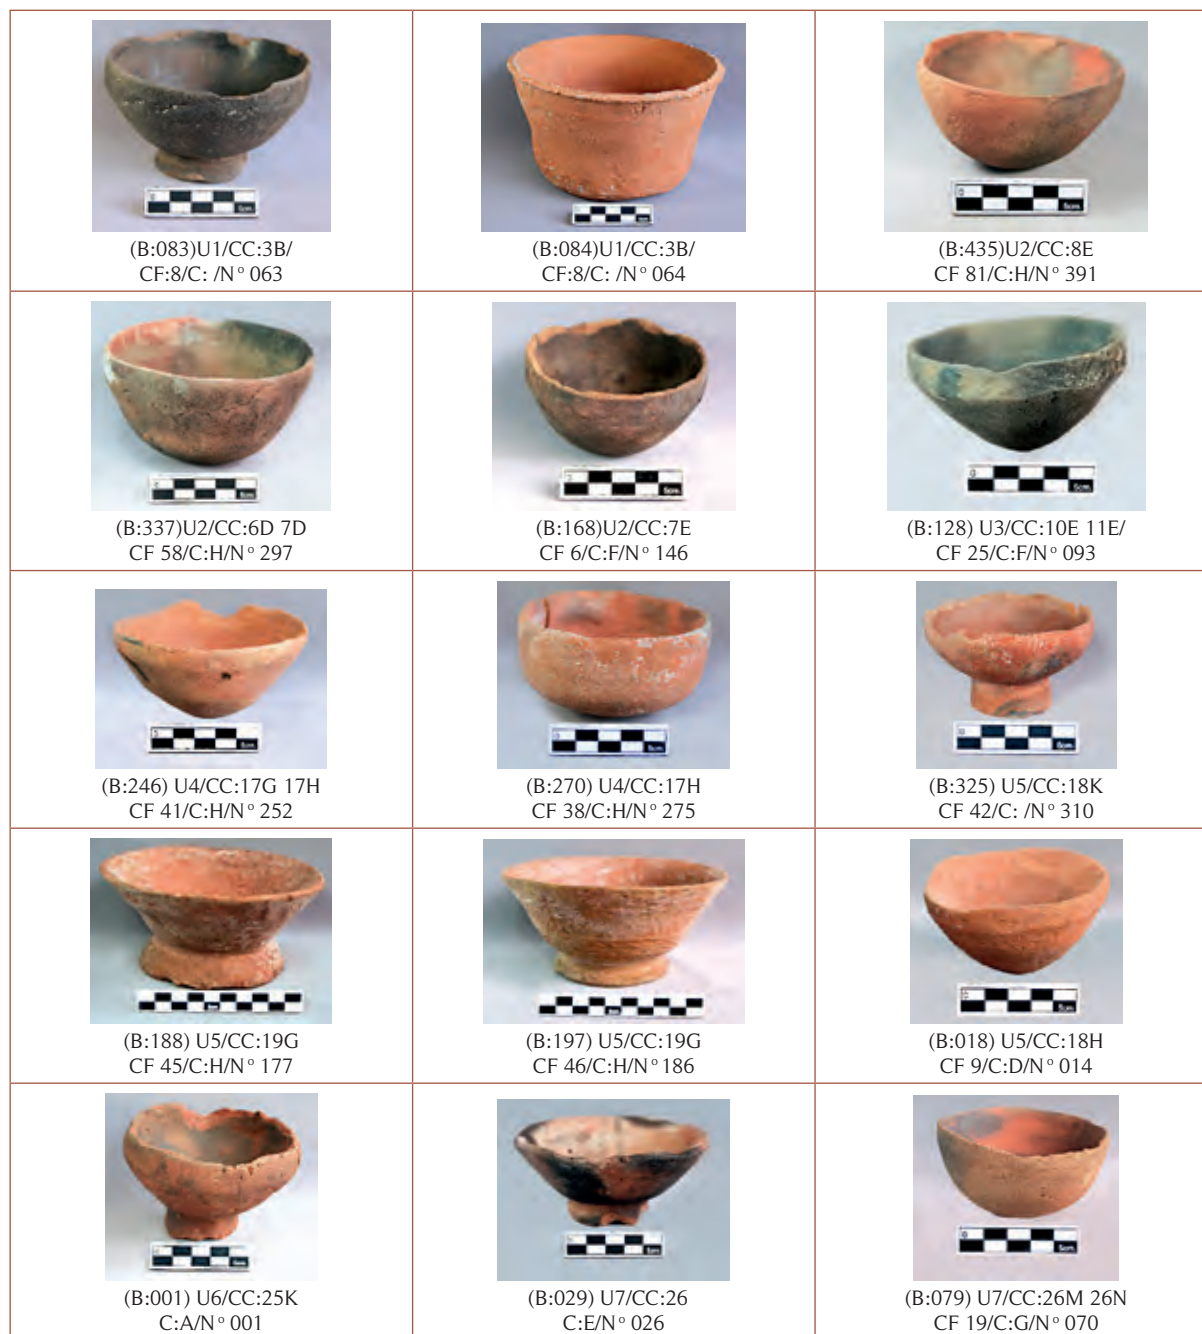 (B:083)U1/CC:3B/
CF:8/C: /N° 063
(B:084)U1/CC:3B/
CF:8/C: /N° 064
(B:435)U2/CC:8E
CF 81/C:H/N° 391
(B:337)U2/CC:6D 7D
CF 58/C:H/N° 297
(B:168)U2/CC:7E
CF 6/C:F/N° 146
(B:128) U3/CC:10E 11E/
CF 25/C:F/N° 093
(B:246) U4/CC:17G 17H
CF 41/C:H/N° 252
(B:270) U4/CC:17H
CF 38/C:H/N° 275
(B:325) U5/CC:18K
CF 42/C: /N° 310
(B:188) U5/CC:19G
CF 45/C:H/N° 177
(B:197) U5/CC:19G
CF 46/C:H/N° 186
(B:018) U5/CC:18H
CF 9/C:D/N° 014
(B:001) U6/CC:25K
C:A/N° 001
(B:029) U7/CC:26
C:E/N° 026
(B:079) U7/CC:26M 26N
CF 19/C:G/N° 070